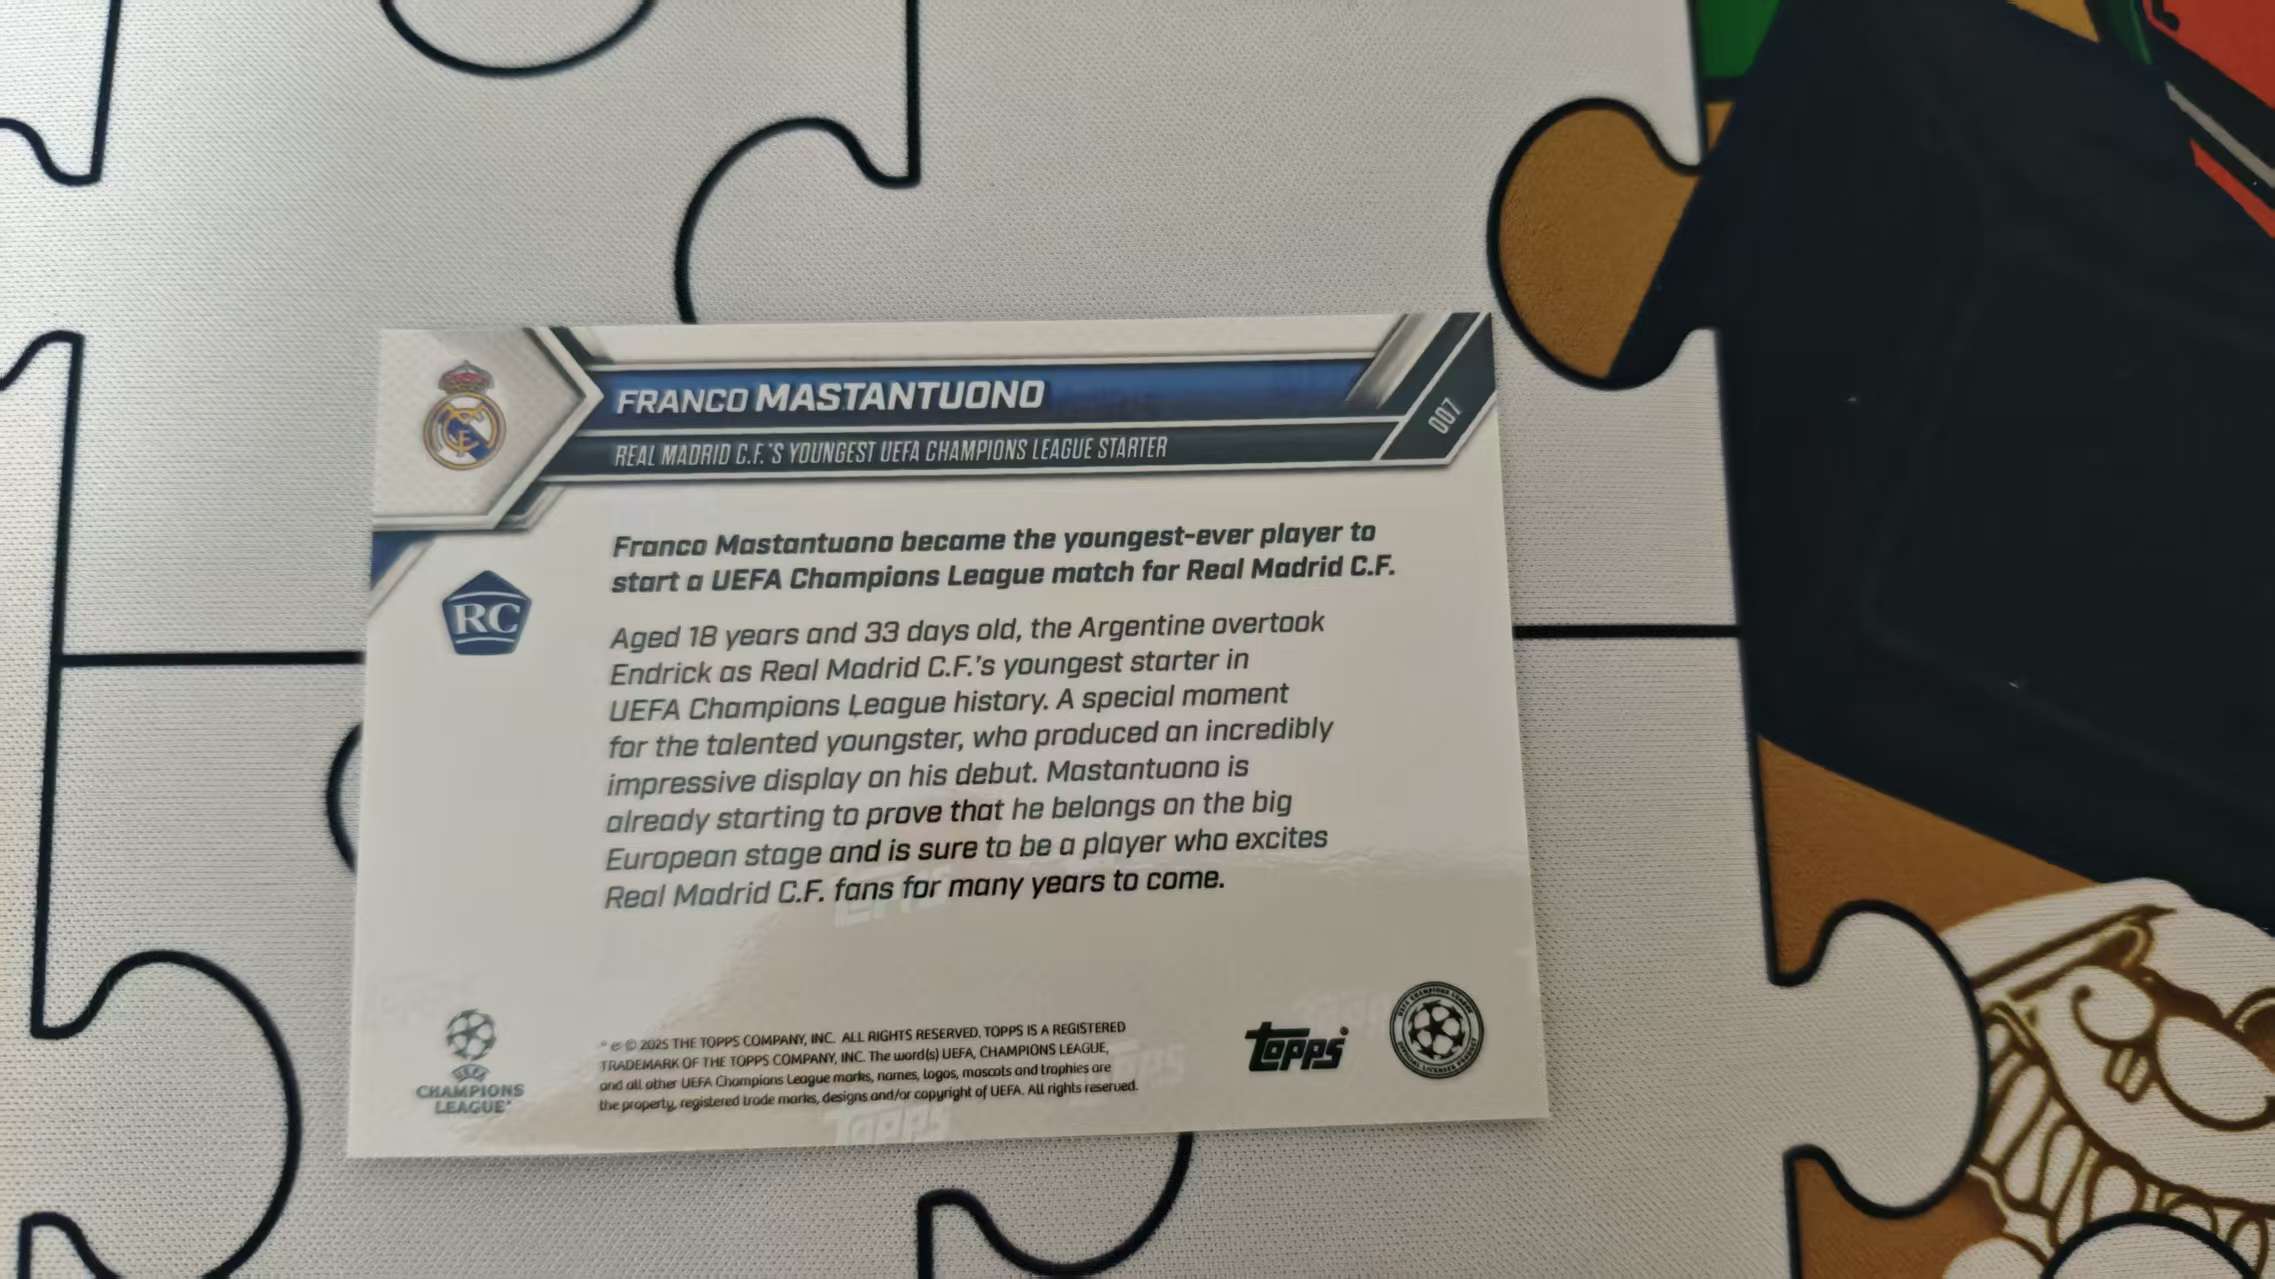 FRANCO MASTANTUONO
REAL MADRID C.F.'S YOUNGEST UEFA CHAMPIONS LEAGUE STARTER
007
RC
Franco Mastantuono became the youngest-ever player to
start a UEFA Champions League match for Real Madrid C.F.
Aged 18 years and 33 days old, the Argentine overtook
Endrick as Real Madrid C.F.'s youngest starter in
UEFA Champions League history. A special moment
for the talented youngster, who produced an incredibly
impressive display on his debut. Mastantuono is
already starting to prove that he belongs on the big
European stage and is sure to be a player who excites
Real Madrid C.F. fans for many years to come.
UEFA
CHAMPIONS
LEAGUE
® © 2025 THE TOPPS COMPANY, INC. ALL RIGHTS RESERVED. TOPPS IS A REGISTERED
TRADEMARK OF THE TOPPS COMPANY, INC. The word(s) UEFA, CHAMPIONS LEAGUE,
and all other UEFA Champions League marks, names, logos, mascots and trophies are
the property, registered trade marks, designs and/or copyright of UEFA. All rights reserved.
Topps
UEFA CHAMPIONS LEAGUE
OFFICIAL LICENSED PRODUCT